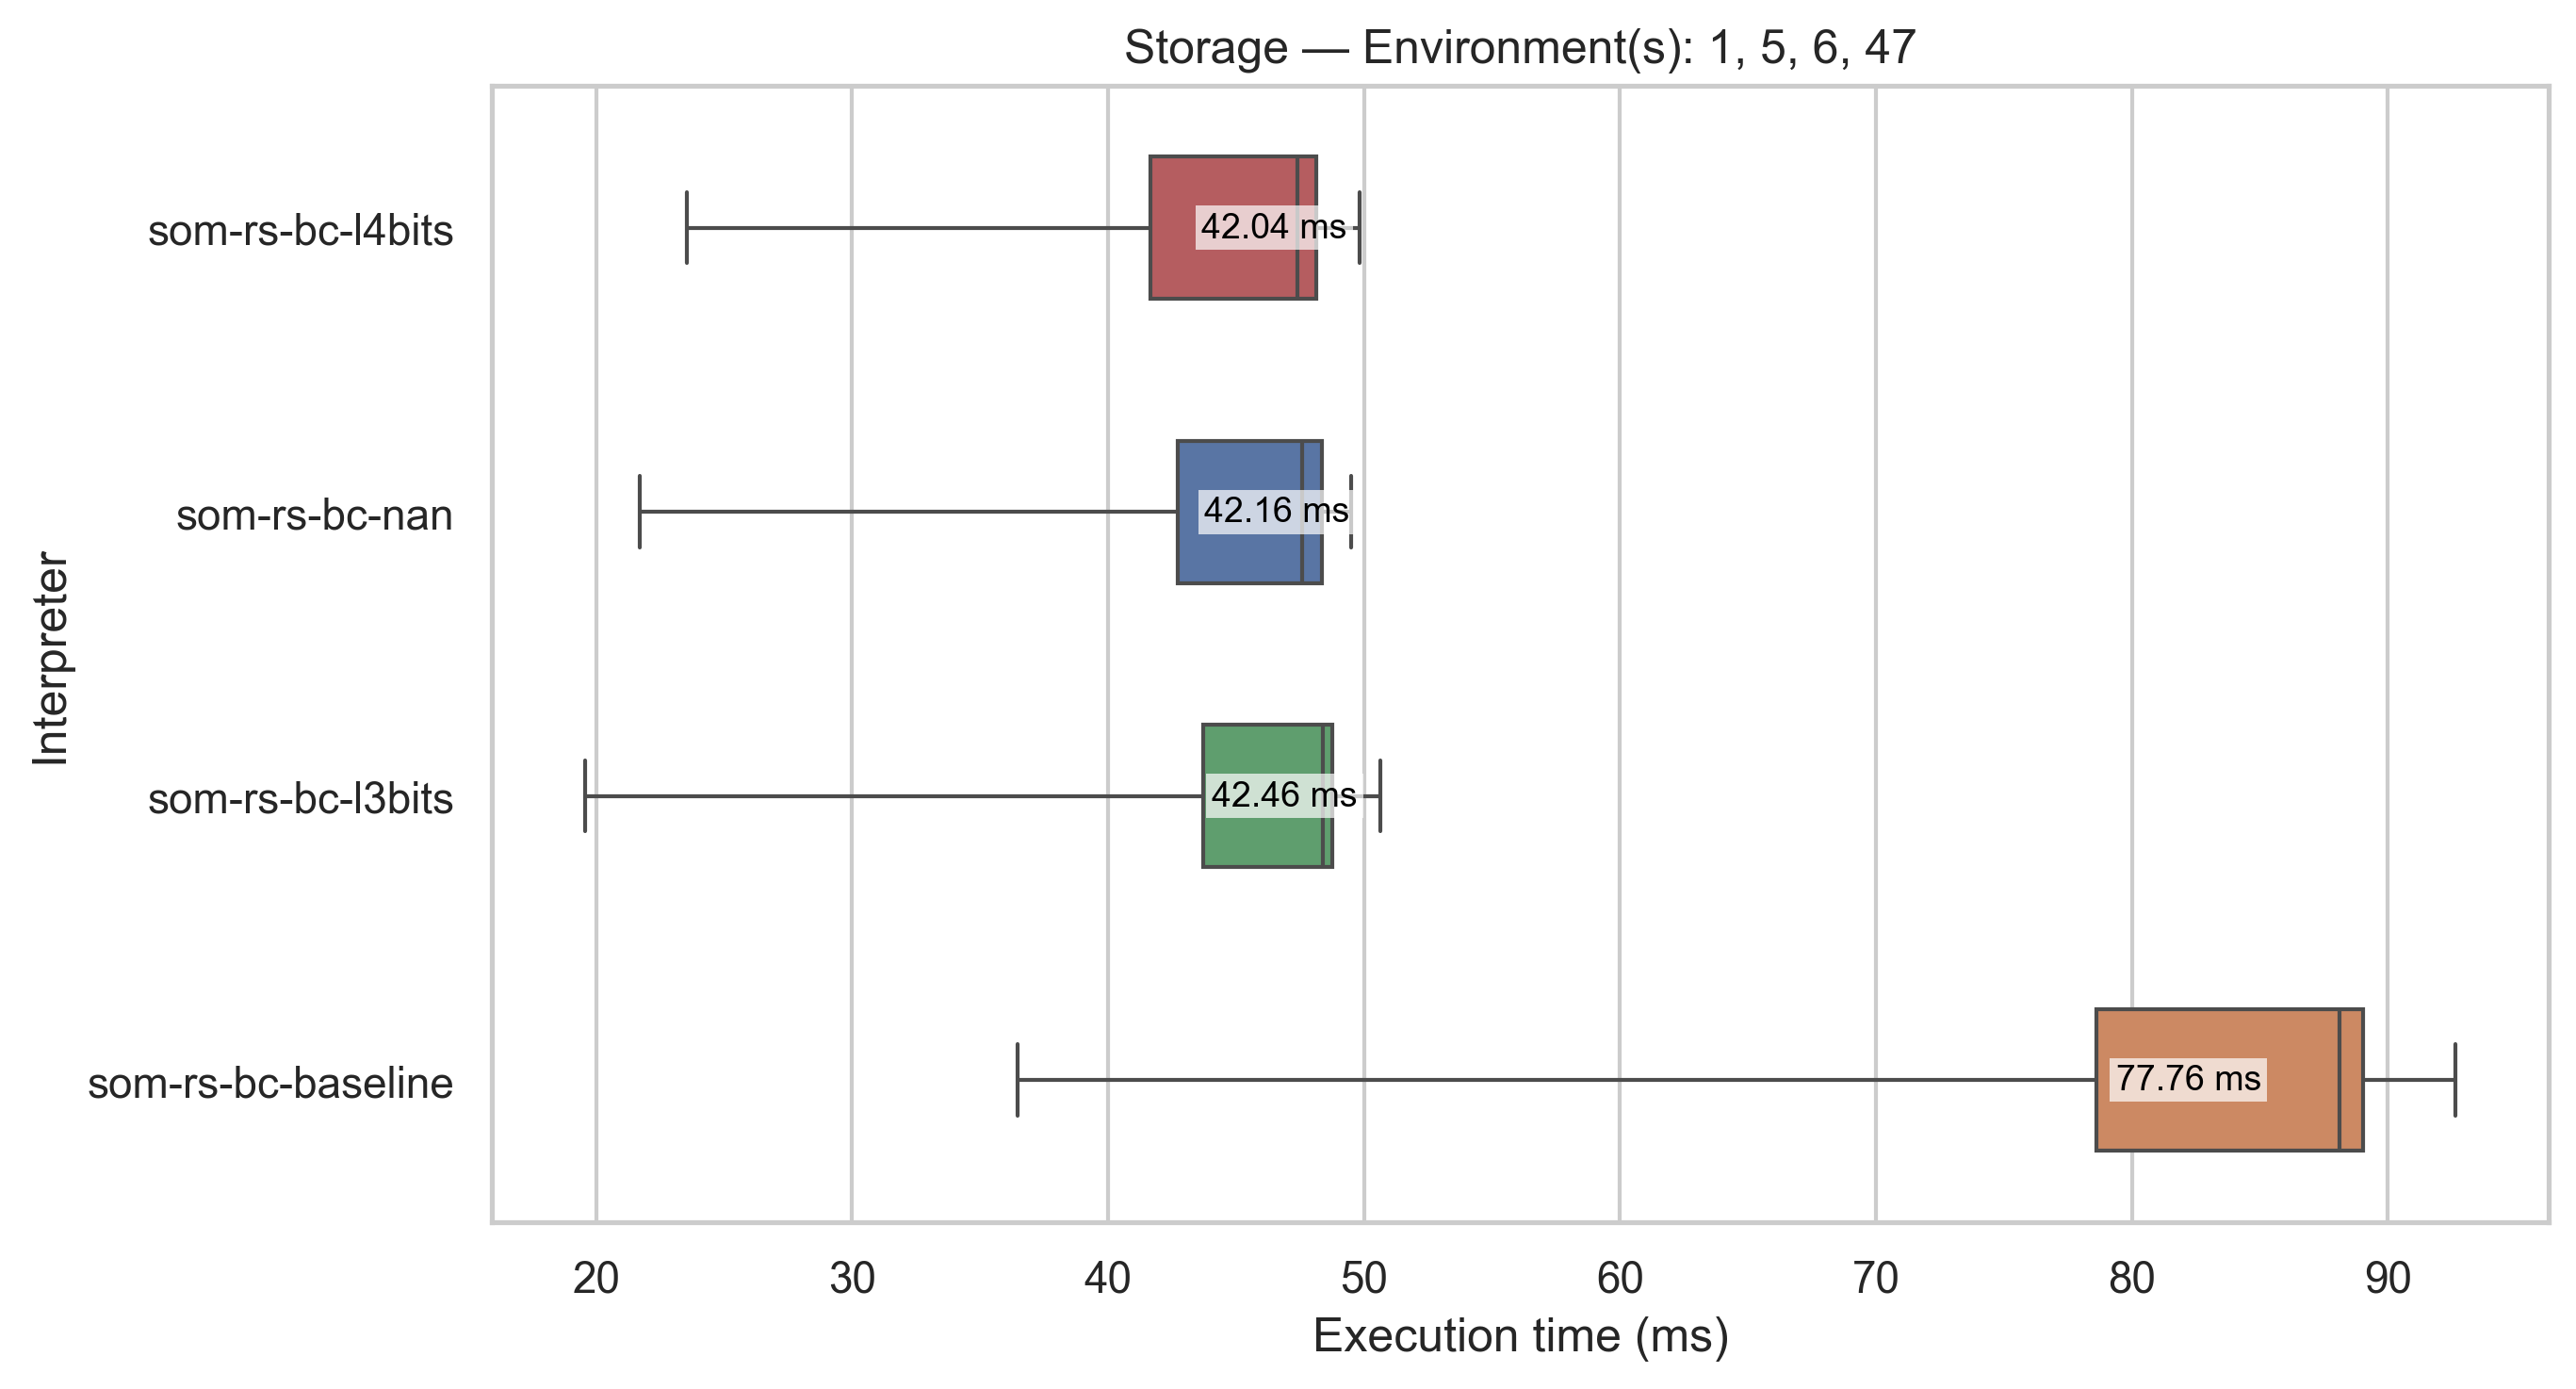 Storage — Environment(s): 1, 5, 6, 47
Interpreter
som-rs-bc-l4bits
42.04 ms
som-rs-bc-nan
42.16 ms
som-rs-bc-l3bits
42.46 ms
som-rs-bc-baseline
77.76 ms
20 30 40 50 60 70 80 90
Execution time (ms)